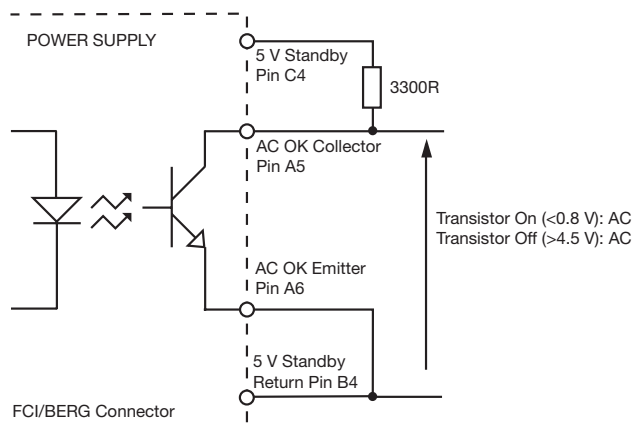 POWER SUPPLY
5 V Standby
Pin C4
3300R
AC OK Collector
Pin A5
Transistor On (<0.8 V): AC
Transistor Off (>4.5 V): AC
AC OK Emitter
Pin A6
5 V Standby
Return Pin B4
FCI/BERG Connector